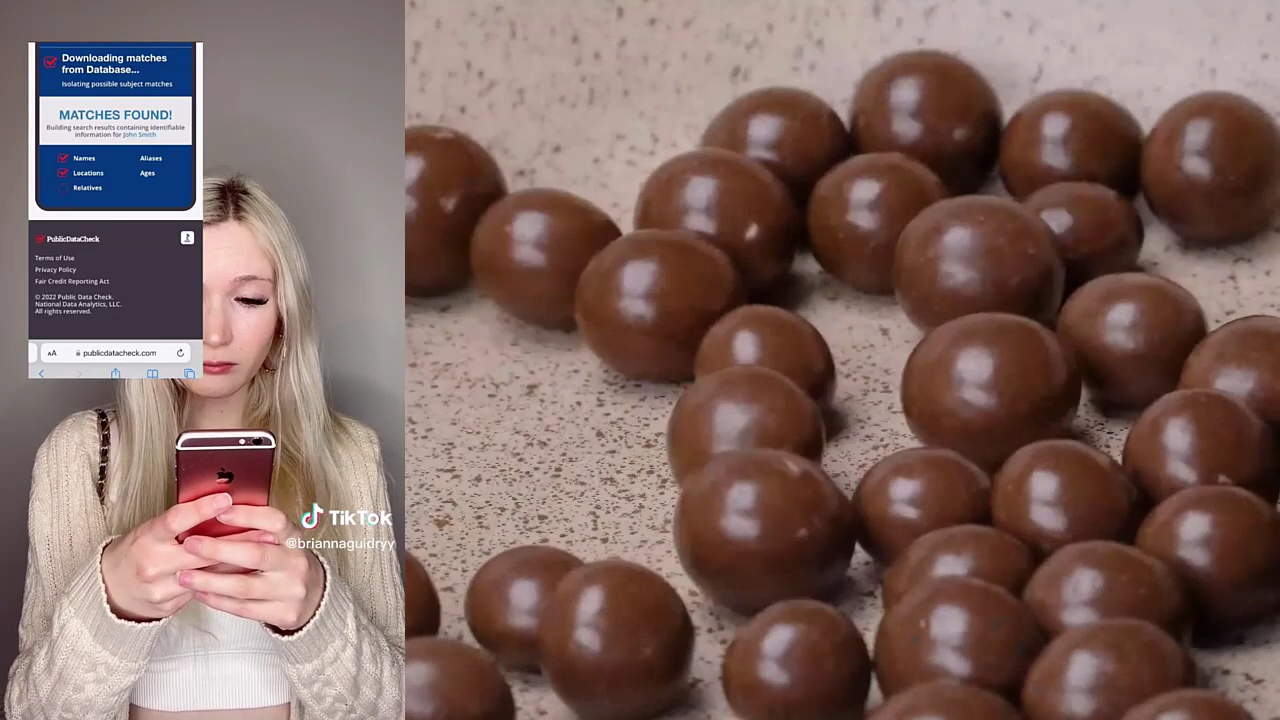 Downloading matches
from Database...
Isolating possible subject matches
MATCHES FOUND!
Building search results containing identifiable
information for John Smith
Names
Aliases
Locations
Ages
Relatives
PublicDataCheck
Terms of Use
Privacy Policy
Fair Credit Reporting Act
© 2022 Public Data Check.
National Data Analytics, LLC.
All rights reserved.
AA
publicdatacheck.com
TikTok
@briannaguidryy